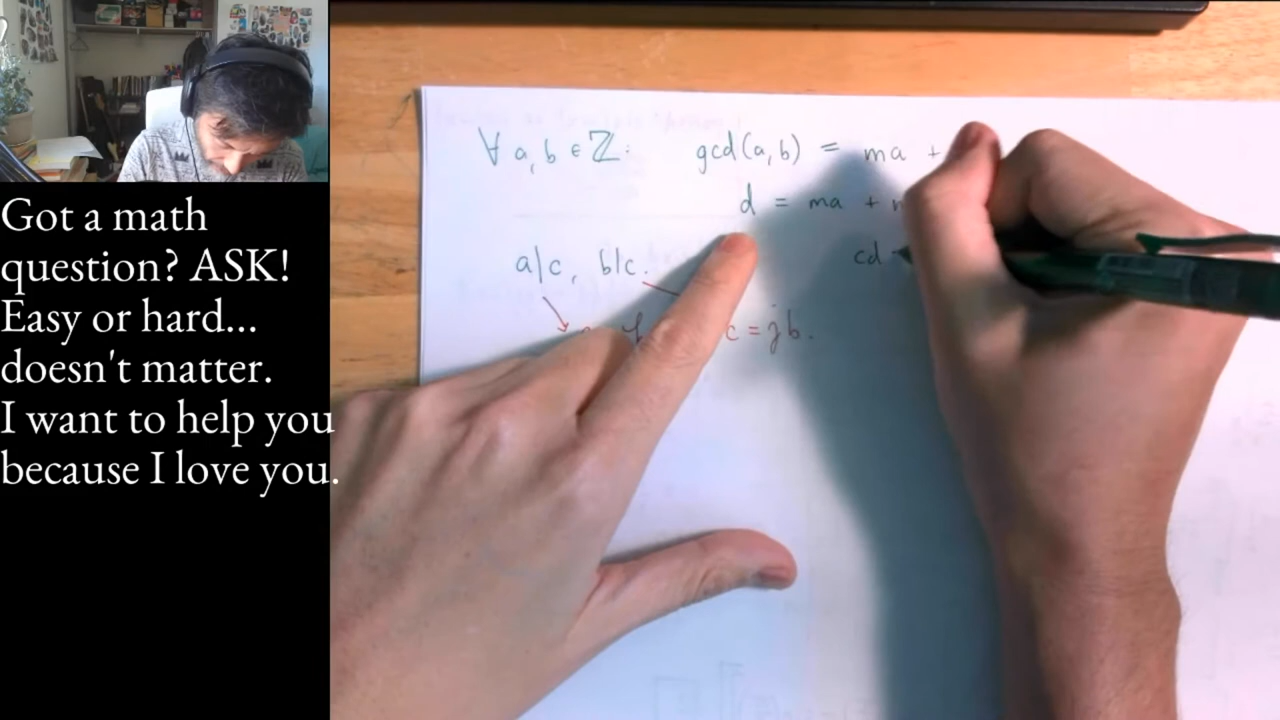 Got a math
question? ASK!
Easy or hard...
doesn't matter.
I want to help you
because I love you.
∀ a, b ∈ ℤ: gcd(a,b) = ma +
d = ma +
a|c, b|c.
cd
c = jb.